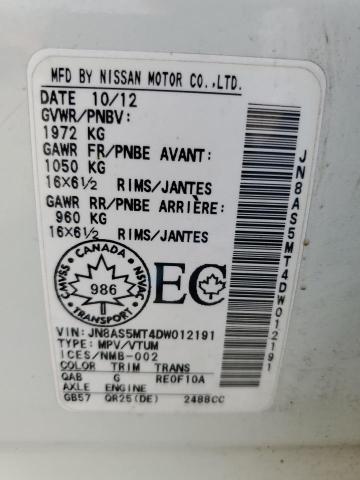 MFD BY NISSAN MOTOR CO.,LTD.
DATE 10/12
GVWR/PNBV:
1972 KG
GAWR FR/PNBE AVANT:
1050 KG
16X6½ RIMS/JANTES
GAWR RR/PNBE ARRIÈRE:
960 KG
16X6½ RIMS/JANTES
CANADA
CMVSS NSVAC
986
TRANSPORT
EC
VIN: JN8AS5MT4DW012191
TYPE: MPV/VTUM
ICES/NMB-002
COLOR TRIM TRANS
QAB G RE0F10A
AXLE ENGINE
GB57 QR25(DE) 2488CC
JN8AS5MT4DW012191